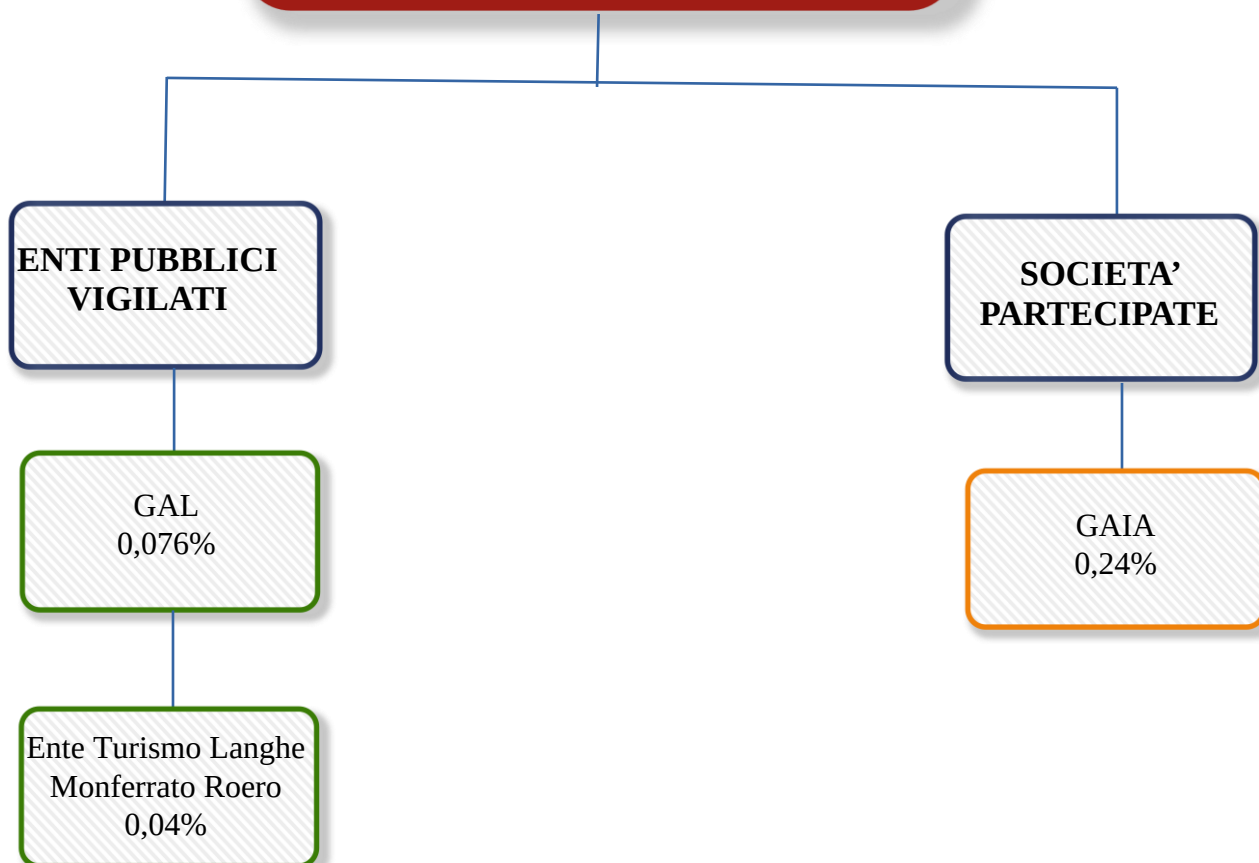 ENTI PUBBLICI
VIGILATI
SOCIETA’
PARTECIPATE
GAL
0,076%
GAIA
0,24%
Ente Turismo Langhe
Monferrato Roero
0,04%